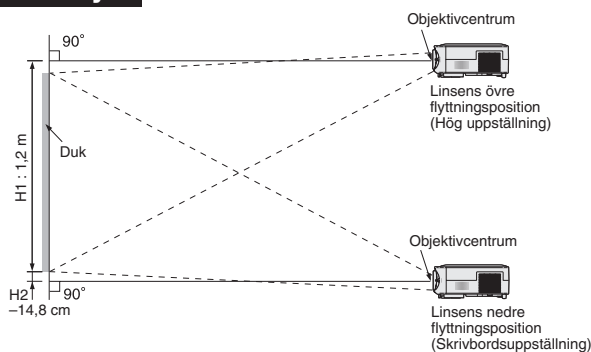 90°
Objektivcentrum
Linsens övre
flyttningsposition
(Hög uppställning)
Duk
H1 : 1,2 m
Objektivcentrum
H2
–14,8 cm
90°
Linsens nedre
flyttningsposition
(Skrivbordsuppställning)